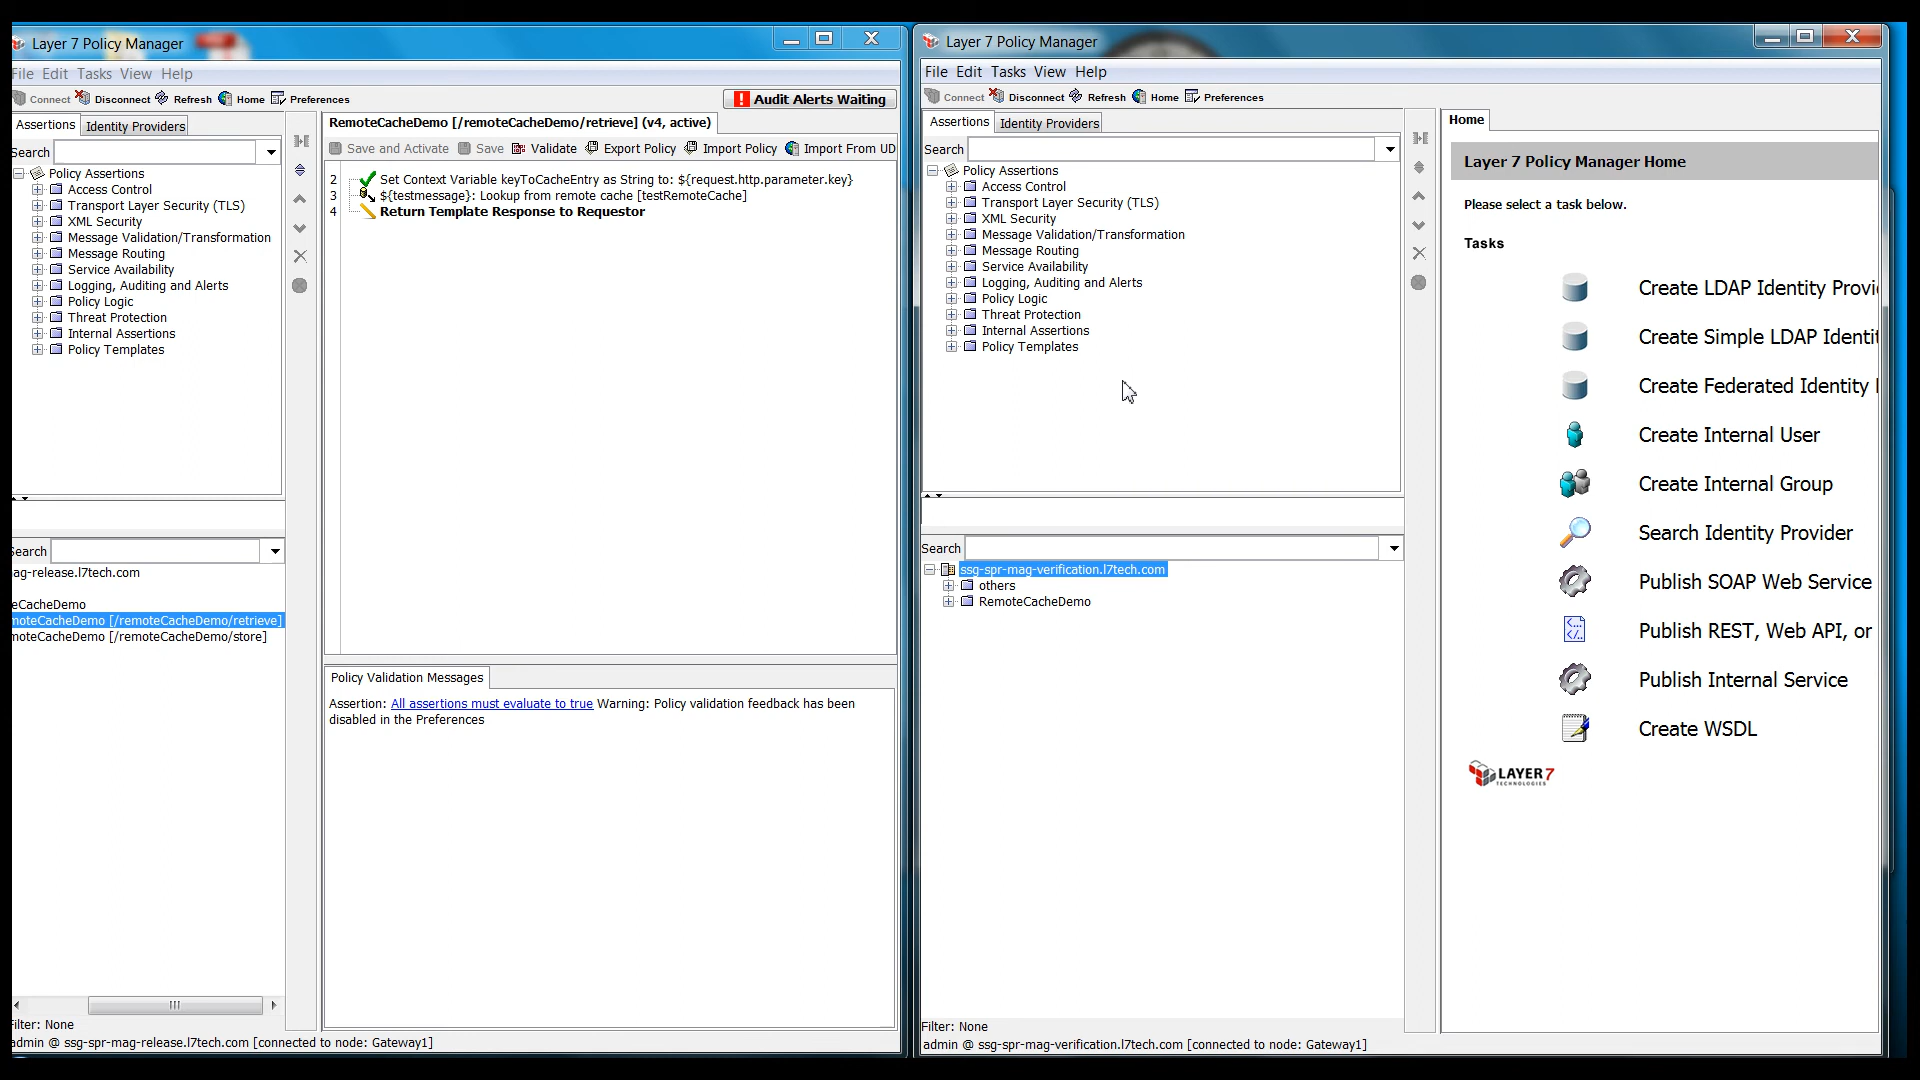 Layer 7 Policy Manager
File Edit Tasks View Help
Connect Disconnect Refresh Home Preferences
Audit Alerts Waiting
Assertions Identity Providers
Search
Policy Assertions
Access Control
Transport Layer Security (TLS)
XML Security
Message Validation/Transformation
Message Routing
Service Availability
Logging, Auditing and Alerts
Policy Logic
Threat Protection
Internal Assertions
Policy Templates
Search
ag-release.l7tech.com
eCacheDemo
moteCacheDemo [/remoteCacheDemo/retrieve]
moteCacheDemo [/remoteCacheDemo/store]
Filter: None
admin @ ssg-spr-mag-release.l7tech.com [connected to node: Gateway1]
RemoteCacheDemo [/remoteCacheDemo/retrieve] (v4, active)
Save and Activate Save Validate Export Policy Import Policy Import From UD
2 Set Context Variable keyToCacheEntry as String to: ${request.http.parameter.key}
3 ${testmessage}: Lookup from remote cache [testRemoteCache]
4 Return Template Response to Requestor
Policy Validation Messages
Assertion: All assertions must evaluate to true Warning: Policy validation feedback has been
disabled in the Preferences
Layer 7 Policy Manager
File Edit Tasks View Help
Connect Disconnect Refresh Home Preferences
Assertions Identity Providers
Search
Policy Assertions
Access Control
Transport Layer Security (TLS)
XML Security
Message Validation/Transformation
Message Routing
Service Availability
Logging, Auditing and Alerts
Policy Logic
Threat Protection
Internal Assertions
Policy Templates
Search
ssg-spr-mag-verification.l7tech.com
others
RemoteCacheDemo
Filter: None
admin @ ssg-spr-mag-verification.l7tech.com [connected to node: Gateway1]
Home
Layer 7 Policy Manager Home
Please select a task below.
Tasks
Create LDAP Identity Provi
Create Simple LDAP Identit
Create Federated Identity
Create Internal User
Create Internal Group
Search Identity Provider
Publish SOAP Web Service
Publish REST, Web API, or
Publish Internal Service
Create WSDL
LAYER 7
TECHNOLOGIES